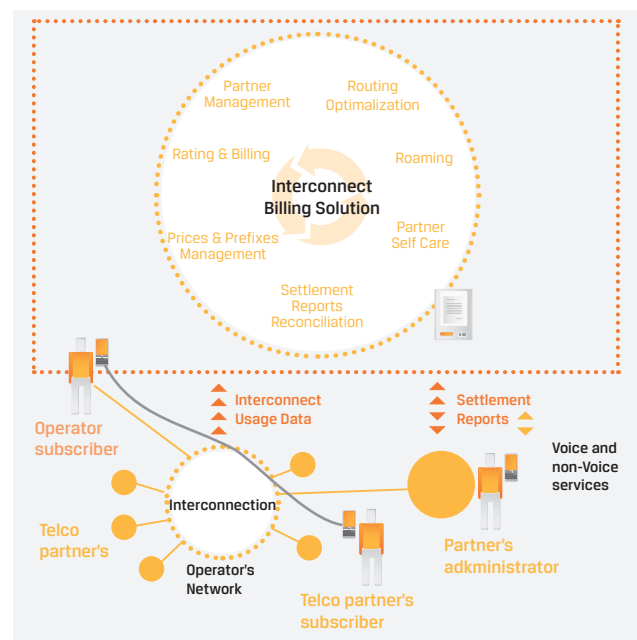 Partner
Management
Routing
Optimalization
Rating & Billing
Roaming
Interconnect
Billing Solution
Prices & Prefixes
Management
Partner
Self Care
Settlement
Reports
Reconciliation
Operator
subscriber
Interconnect
Usage Data
Settlement
Reports
Voice and
non-Voice
services
Interconnection
Telco
partner's
Operator's
Network
Partner's
adkministrator
Telco partner's
subscriber